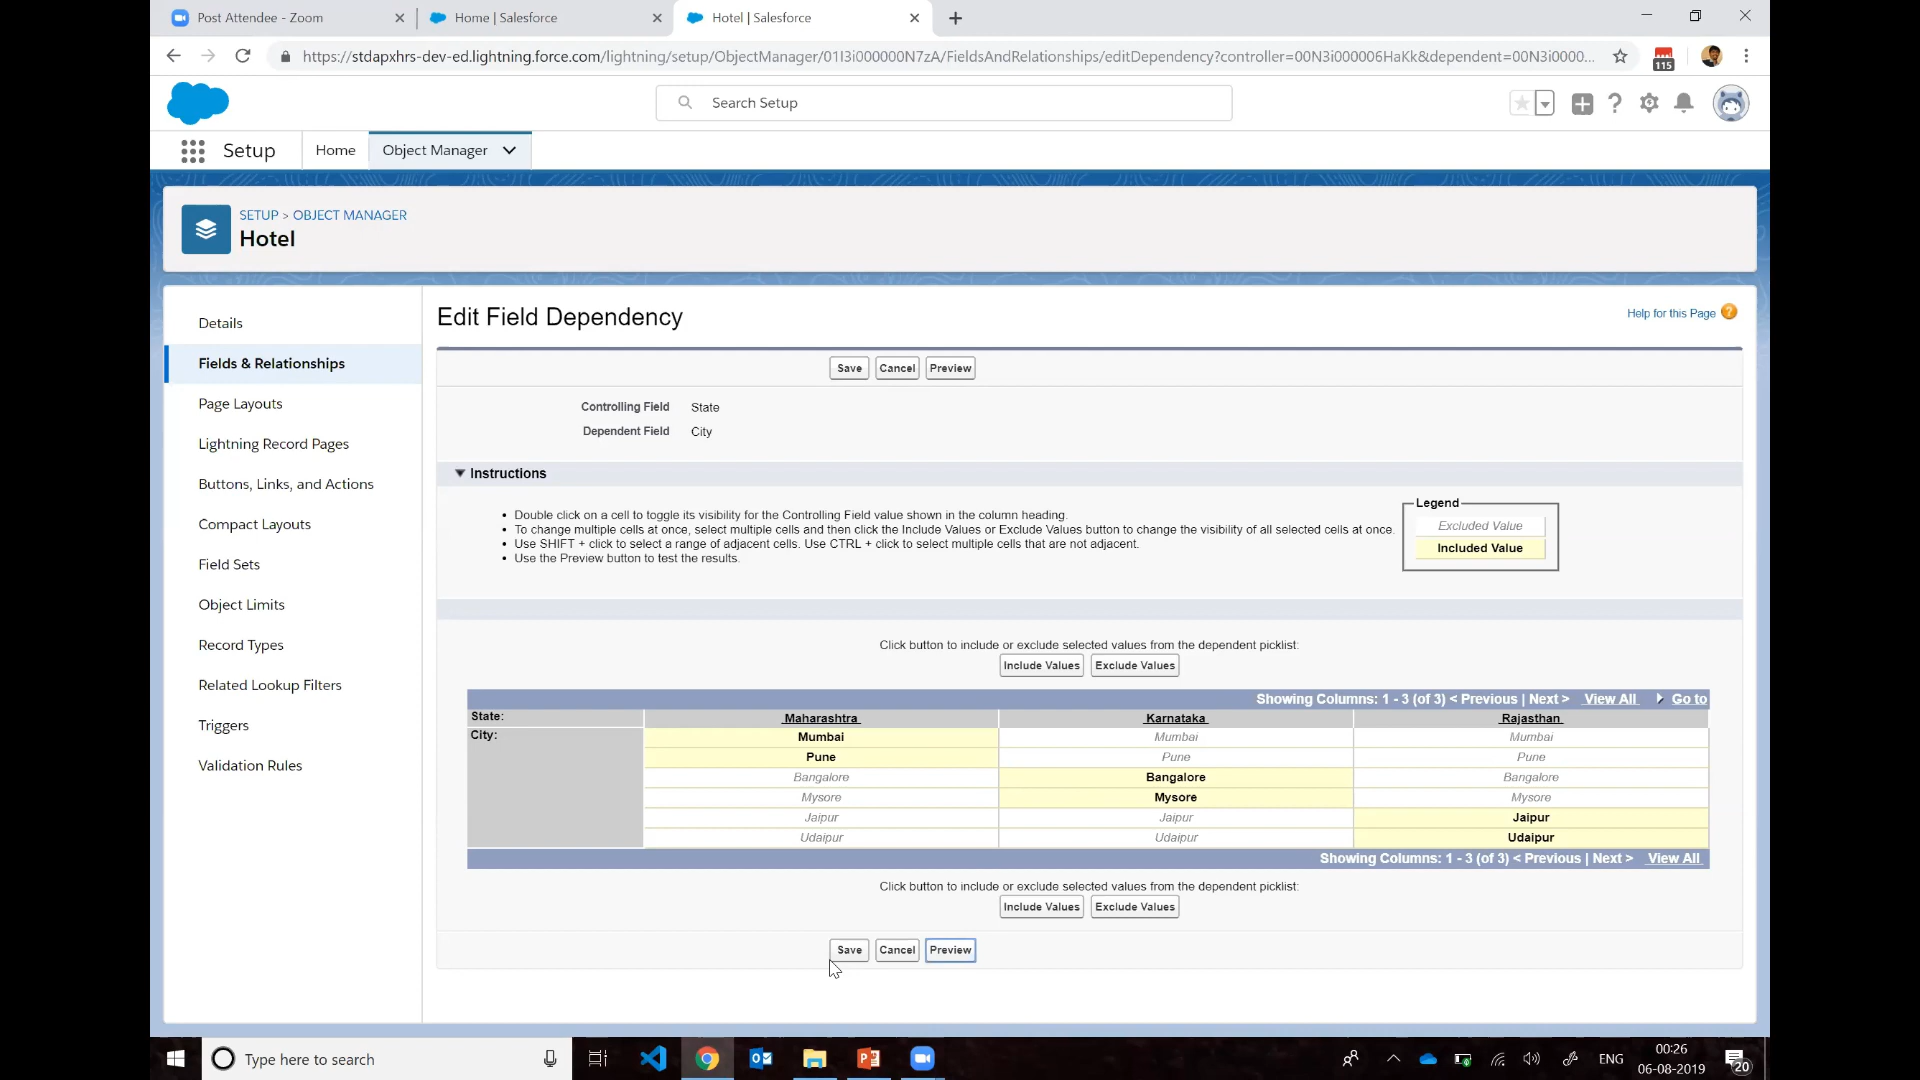 Post Attendee - Zoom
Home | Salesforce
Hotel | Salesforce
https://stdapxhrs-dev-ed.lightning.force.com/lightning/setup/ObjectManager/01I3i000000N7zA/FieldsAndRelationships/editDependency?controller=00N3i000006HaKk&dependent=00N3i0000...
115
Search Setup
Setup
Home
Object Manager
SETUP > OBJECT MANAGER
Hotel
Details
Fields & Relationships
Page Layouts
Lightning Record Pages
Buttons, Links, and Actions
Compact Layouts
Field Sets
Object Limits
Record Types
Related Lookup Filters
Triggers
Validation Rules
Edit Field Dependency
Help for this Page ?
Save Cancel Preview
Controlling Field State
Dependent Field City
Instructions
• Double click on a cell to toggle its visibility for the Controlling Field value shown in the column heading.
• To change multiple cells at once, select multiple cells and then click the Include Values or Exclude Values button to change the visibility of all selected cells at once.
• Use SHIFT + click to select a range of adjacent cells. Use CTRL + click to select multiple cells that are not adjacent.
• Use the Preview button to test the results.
Legend
Excluded Value
Included Value
Click button to include or exclude selected values from the dependent picklist:
Include Values Exclude Values
Showing Columns: 1 - 3 (of 3) < Previous | Next > View All Go to
State: Maharashtra Karnataka Rajasthan
City: Mumbai Mumbai Mumbai
Pune Pune Pune
Bangalore Bangalore Bangalore
Mysore Mysore Mysore
Jaipur Jaipur Jaipur
Udaipur Udaipur Udaipur
Showing Columns: 1 - 3 (of 3) < Previous | Next > View All
Click button to include or exclude selected values from the dependent picklist:
Include Values Exclude Values
Save Cancel Preview
Type here to search
ENG
00:26
06-08-2019
20